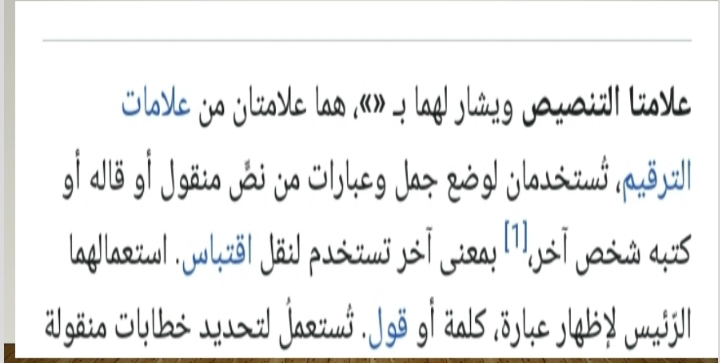 علامتا التنصيص ويشار لهما بـ «»، هما علامتان من علامات
الترقيم، تُستخدمان لوضع جمل وعبارات من نصٍّ منقول أو قاله أو
كتبه شخص آخر،[1] بمعنى آخر تستخدم لنقل اقتباس. استعمالهما
الرّئيس لإظهار عبارة، كلمة أو قول. تُستعملُ لتحديد خطابات منقولة